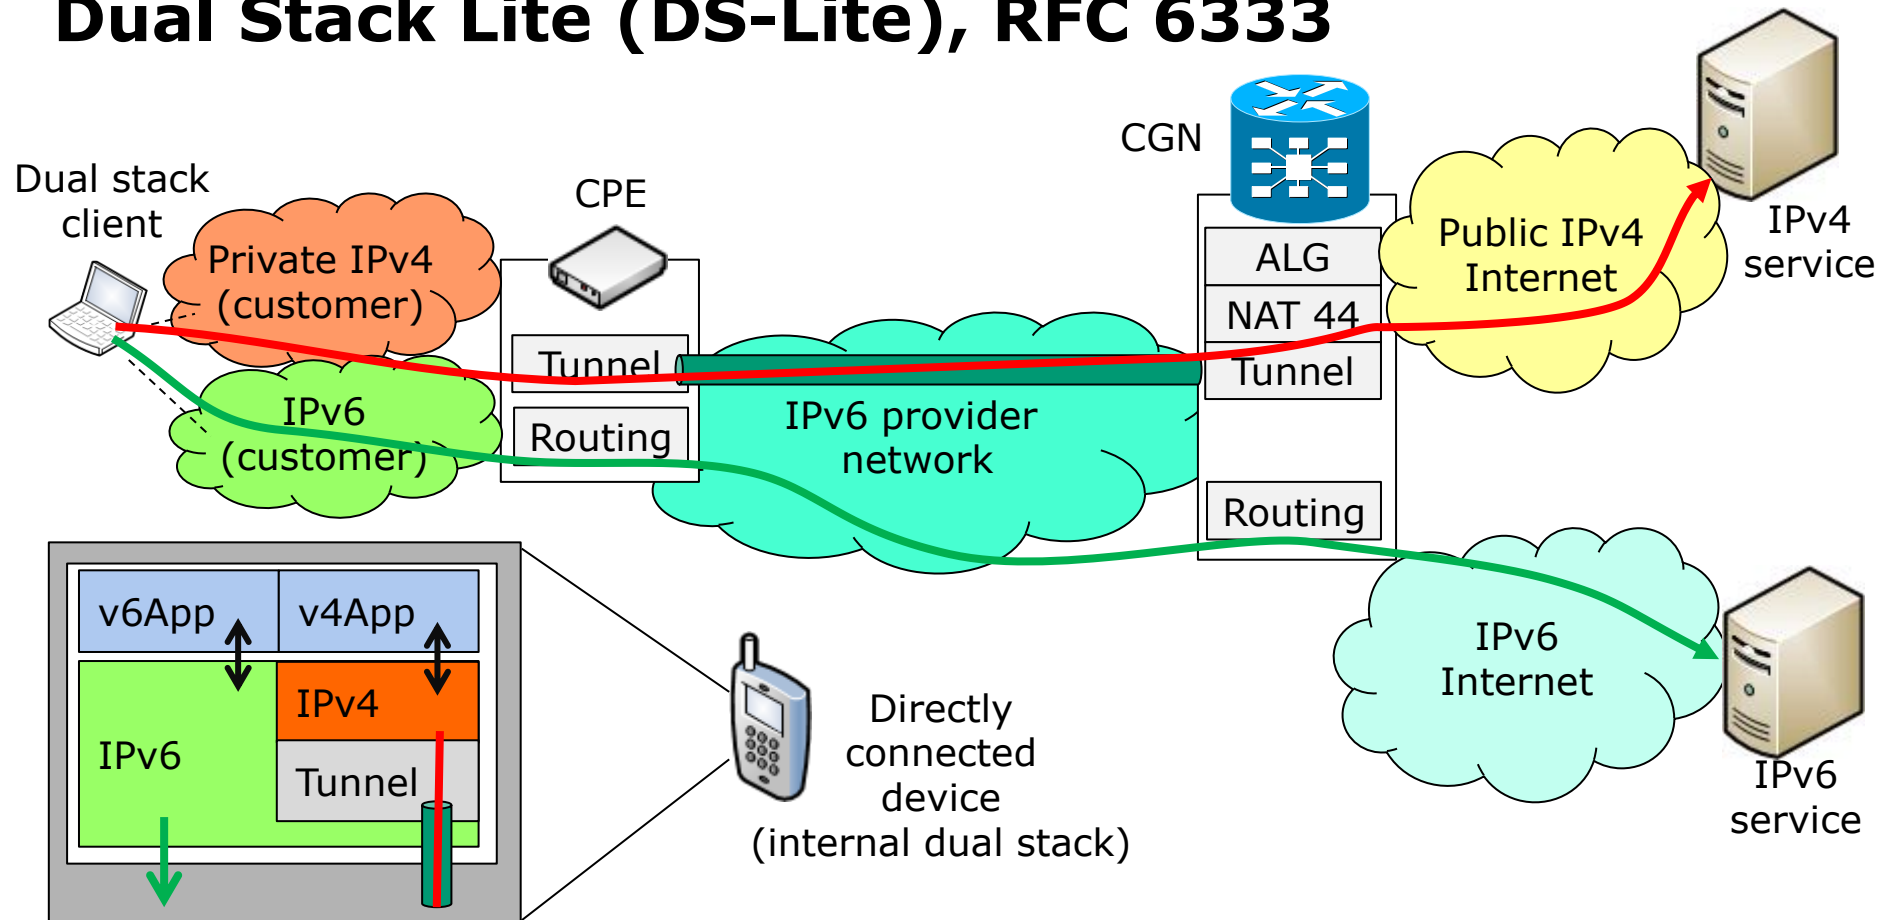 Dual Stack Lite (DS-Lite), RFC 6333
Dual stack
client
Private IPv4
(customer)
IPv6
(customer)
CPE
Tunnel
Routing
IPv6 provider
network
CGN
ALG
NAT 44
Tunnel
Routing
Public IPv4
Internet
IPv4
service
IPv6
Internet
IPv6
service
v6App
v4App
IPv6
IPv4
Tunnel
Directly
connected
device
(internal dual stack)